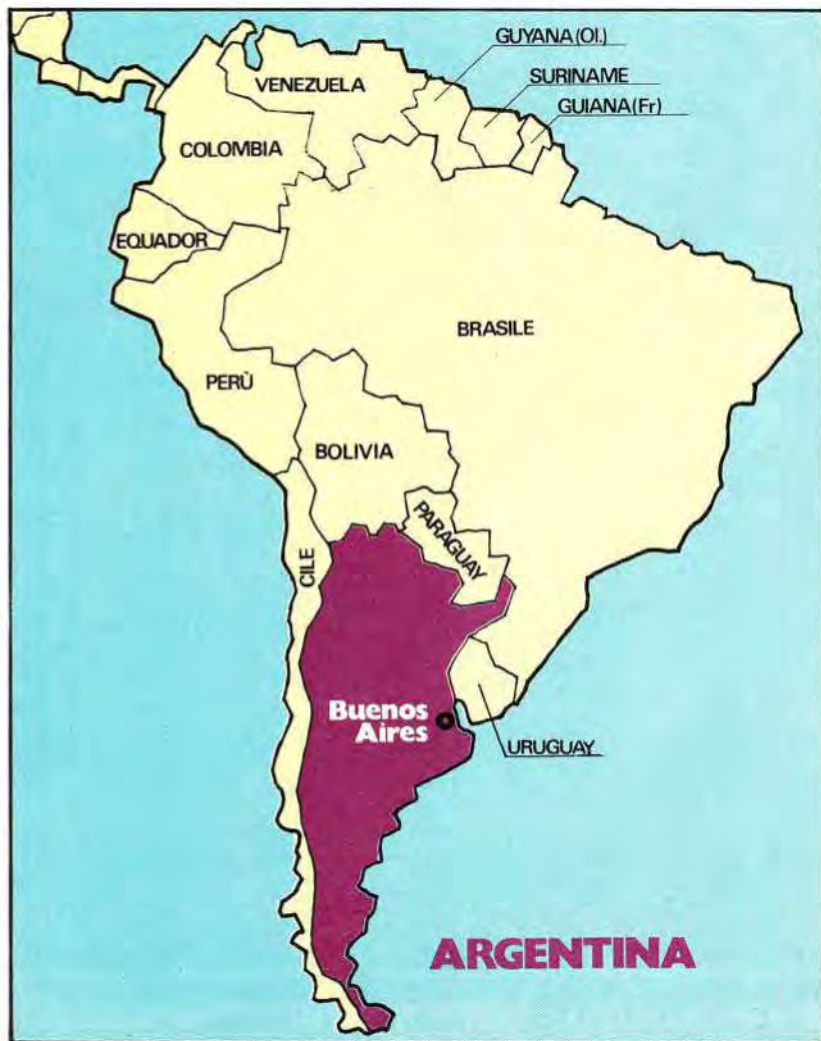 GUYANA(Ol.)
SURINAME
GUIANA(Fr)
VENEZUELA
COLOMBIA
EQUADOR
BRASILE
PERÙ
BOLIVIA
PARAGUAY
CILE
Buenos
Aires
URUGUAY
ARGENTINA